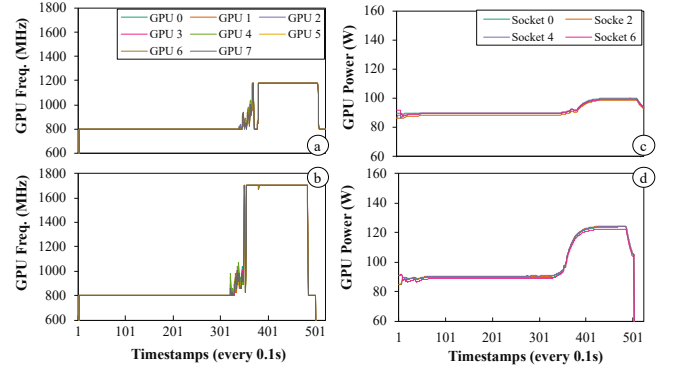 GPU 0 GPU 1 GPU 2
GPU 3 GPU 4 GPU 5
GPU 6 GPU 7
GPU Freq. (MHz)
1800
1600
1400
1200
1000
800
600
a
Socket 0 Socke 2
Socket 4 Socket 6
GPU Power (W)
160
140
120
100
80
60
c
GPU Freq. (MHz)
1800
1600
1400
1200
1000
800
600
b
1 101 201 301 401 501
Timestamps (every 0.1s)
GPU Power (W)
160
140
120
100
80
60
d
1 101 201 301 401 501
Timestamps (every 0.1s)